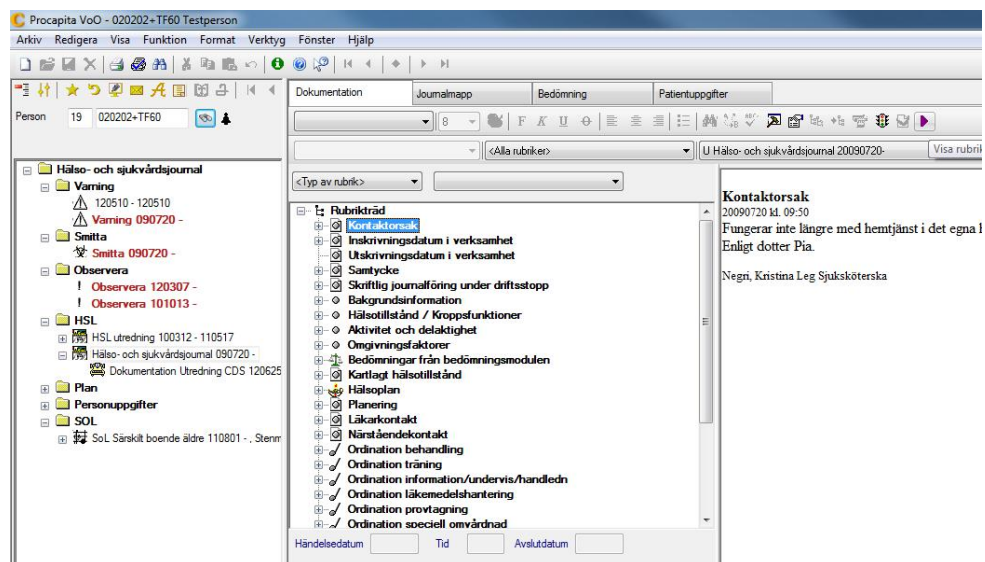 Procapita VoO - 020202+TF60 Testperson
Arkiv Redigera Visa Funktion Format Verktyg Fönster Hjälp
Person 19 020202+TF60
Hälso- och sjukvårdsjournal
Varning
120510 - 120510
Varning 090720 -
Smitta
Smitta 090720 -
Observera
Observera 120307 -
Observera 101013 -
HSL
HSL utredning 100312 - 110517
Hälso- och sjukvårdsjournal 090720 -
Dokumentation Utredning CDS 120625
Plan
Personuppgifter
SOL
SoL Särskilt boende äldre 110801 - , Stenm
Dokumentation Journalmapp Bedömning Patientuppgifter
8 F K U
<Alla rubriker> U Hälso- och sjukvårdsjournal 20090720- Visa rubrik
<Typ av rubrik>
Rubrikträd
Kontaktorsak
Inskrivningsdatum i verksamhet
Utskrivningsdatum i verksamhet
Samtycke
Skriftlig journalföring under driftsstopp
Bakgrundsinformation
Hälsotillstånd / Kroppsfunktioner
Aktivitet och delaktighet
Omgivningsfaktorer
Bedömningar från bedömningsmodulen
Kartlagt hälsotillstånd
Hälsoplan
Planering
Läkarkontakt
Närståendekontakt
Ordination behandling
Ordination träning
Ordination information/undervis/handledn
Ordination läkemedelshantering
Ordination provtagning
Ordination speciell omvårdnad
Händelsedatum Tid Avslutdatum
Kontaktorsak
20090720 kl. 09:50
Fungerar inte längre med hemtjänst i det egna
Enligt dotter Pia.
Negri, Kristina Leg Sjuksköterska